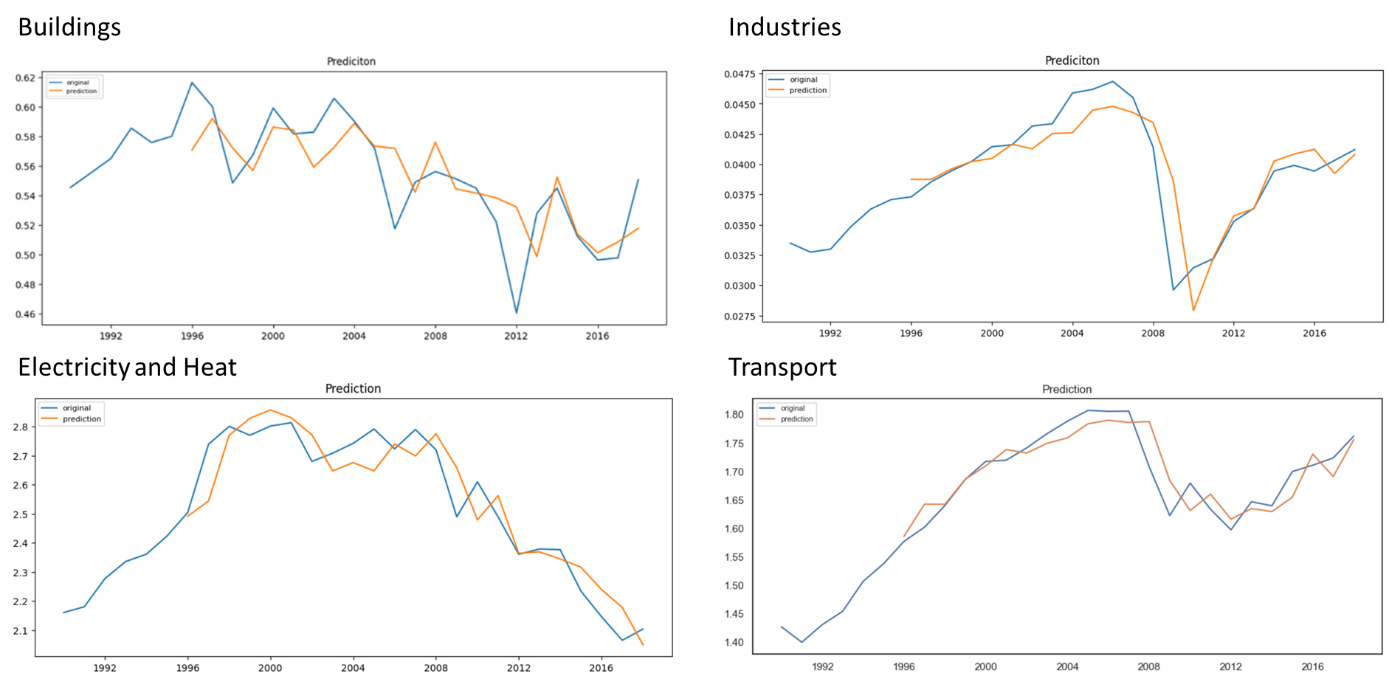 Buildings
Prediciton
original
prediction
0.62
0.60
0.58
0.56
0.54
0.52
0.50
0.48
0.46
1992 1996 2000 2004 2008 2012 2016
Industries
Prediciton
original
prediction
0.0475
0.0450
0.0425
0.0400
0.0375
0.0350
0.0325
0.0300
0.0275
1992 1996 2000 2004 2008 2012 2016
Electricity and Heat
Prediction
original
prediction
2.8
2.7
2.6
2.5
2.4
2.3
2.2
2.1
1992 1996 2000 2004 2008 2012 2016
Transport
Prediction
original
prediction
1.80
1.75
1.70
1.65
1.60
1.55
1.50
1.45
1.40
1992 1996 2000 2004 2008 2012 2016